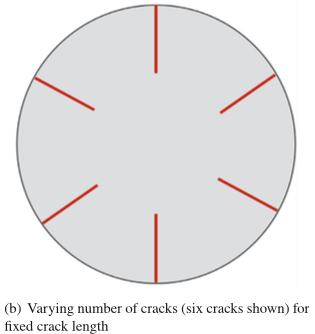 (b) Varying number of cracks (six cracks shown) for
fixed crack length